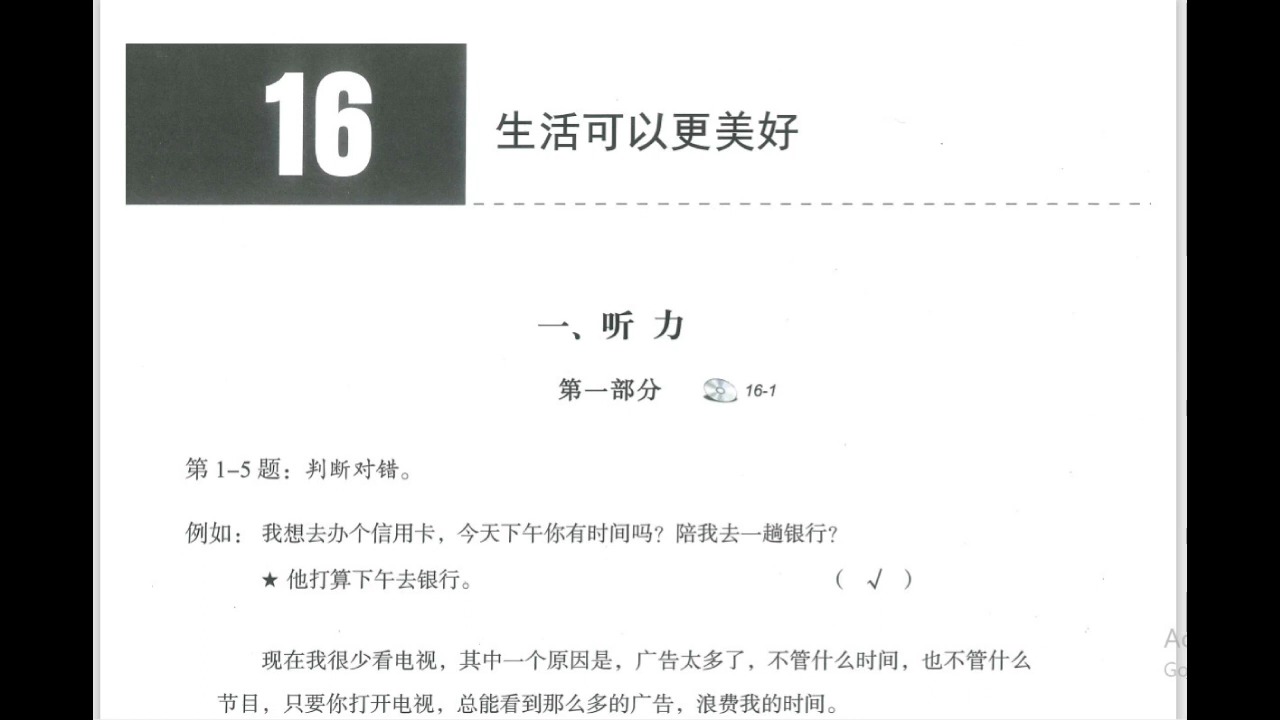 16
生活可以更美好
一、听 力
第一部分 16-1
第 1–5 题：判断对错。
例如： 我想去办个信用卡，今天下午你有时间吗？陪我去一趟银行？
★ 他打算下午去银行。 （ √ ）
现在我很少看电视，其中一个原因是，广告太多了，不管什么时间，也不管什么
节目，只要你打开电视，总能看到那么多的广告，浪费我的时间。